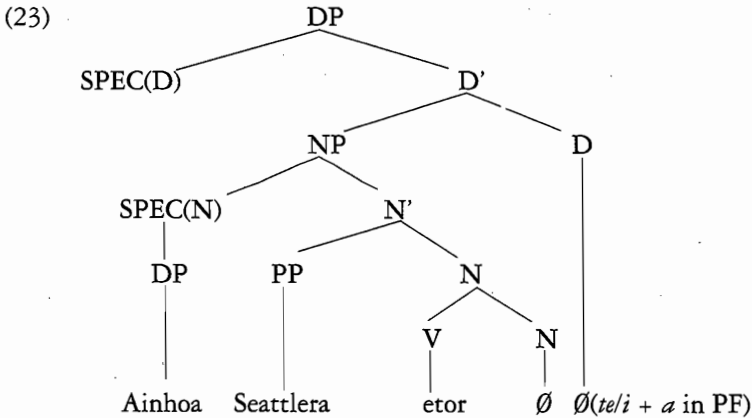 (23) DP
SPEC(D) D'
NP D
SPEC(N) N'
DP PP N
V N
Ainhoa Seattlera etor Ø Ø(te/i + a in PF)